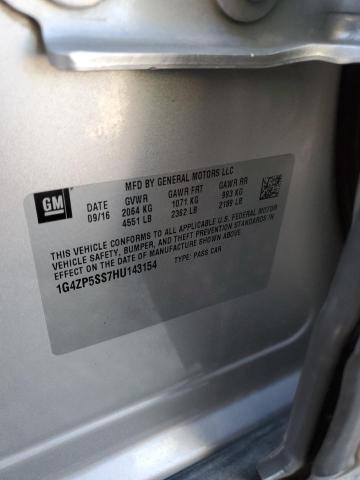 MFD BY GENERAL MOTORS LLC
GM DATE GVWR GAWR FRT GAWR RR
09/16 2064 KG 1071 KG 983 KG
4551 LB 2362 LB 2199 LB
THIS VEHICLE CONFORMS TO ALL APPLICABLE U.S. FEDERAL MOTOR
VEHICLE SAFETY, BUMPER, AND THEFT PREVENTION STANDARDS IN
EFFECT ON THE DATE OF MANUFACTURE SHOWN ABOVE.
1G4ZP5SS7HU143154 TYPE: PASS CAR